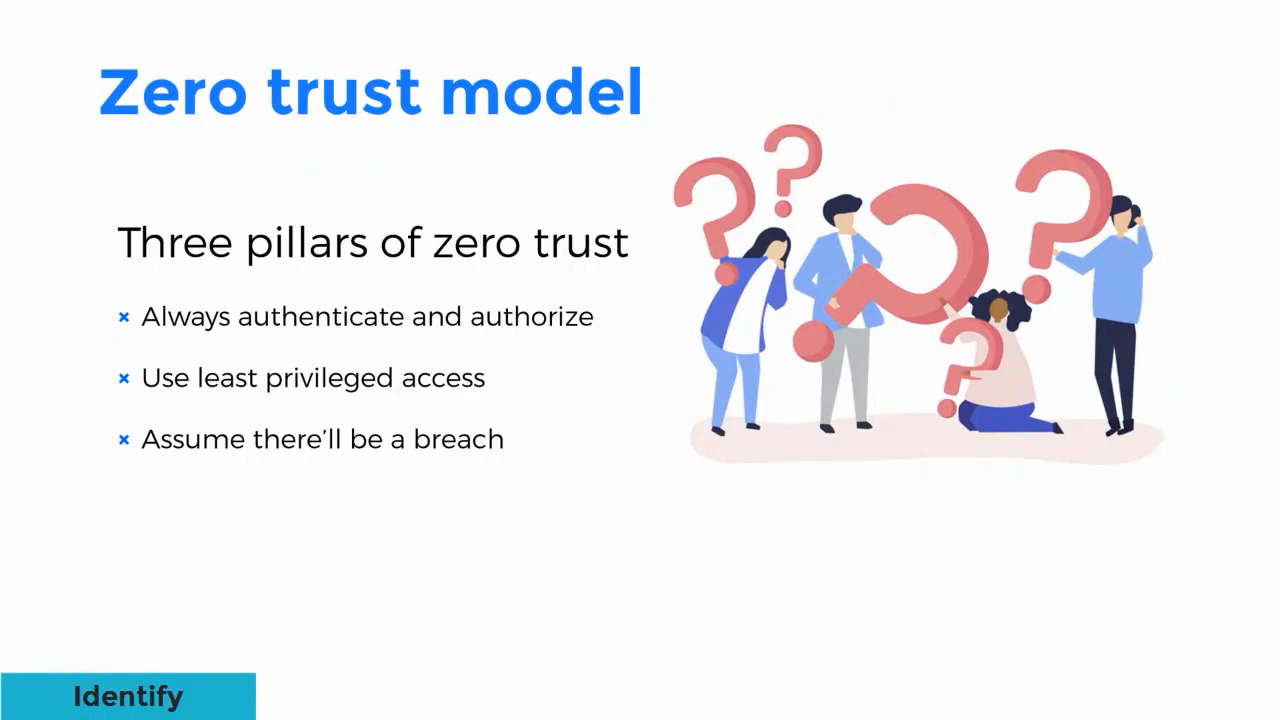 Zero trust model
Three pillars of zero trust
× Always authenticate and authorize
× Use least privileged access
× Assume there’ll be a breach
Identify